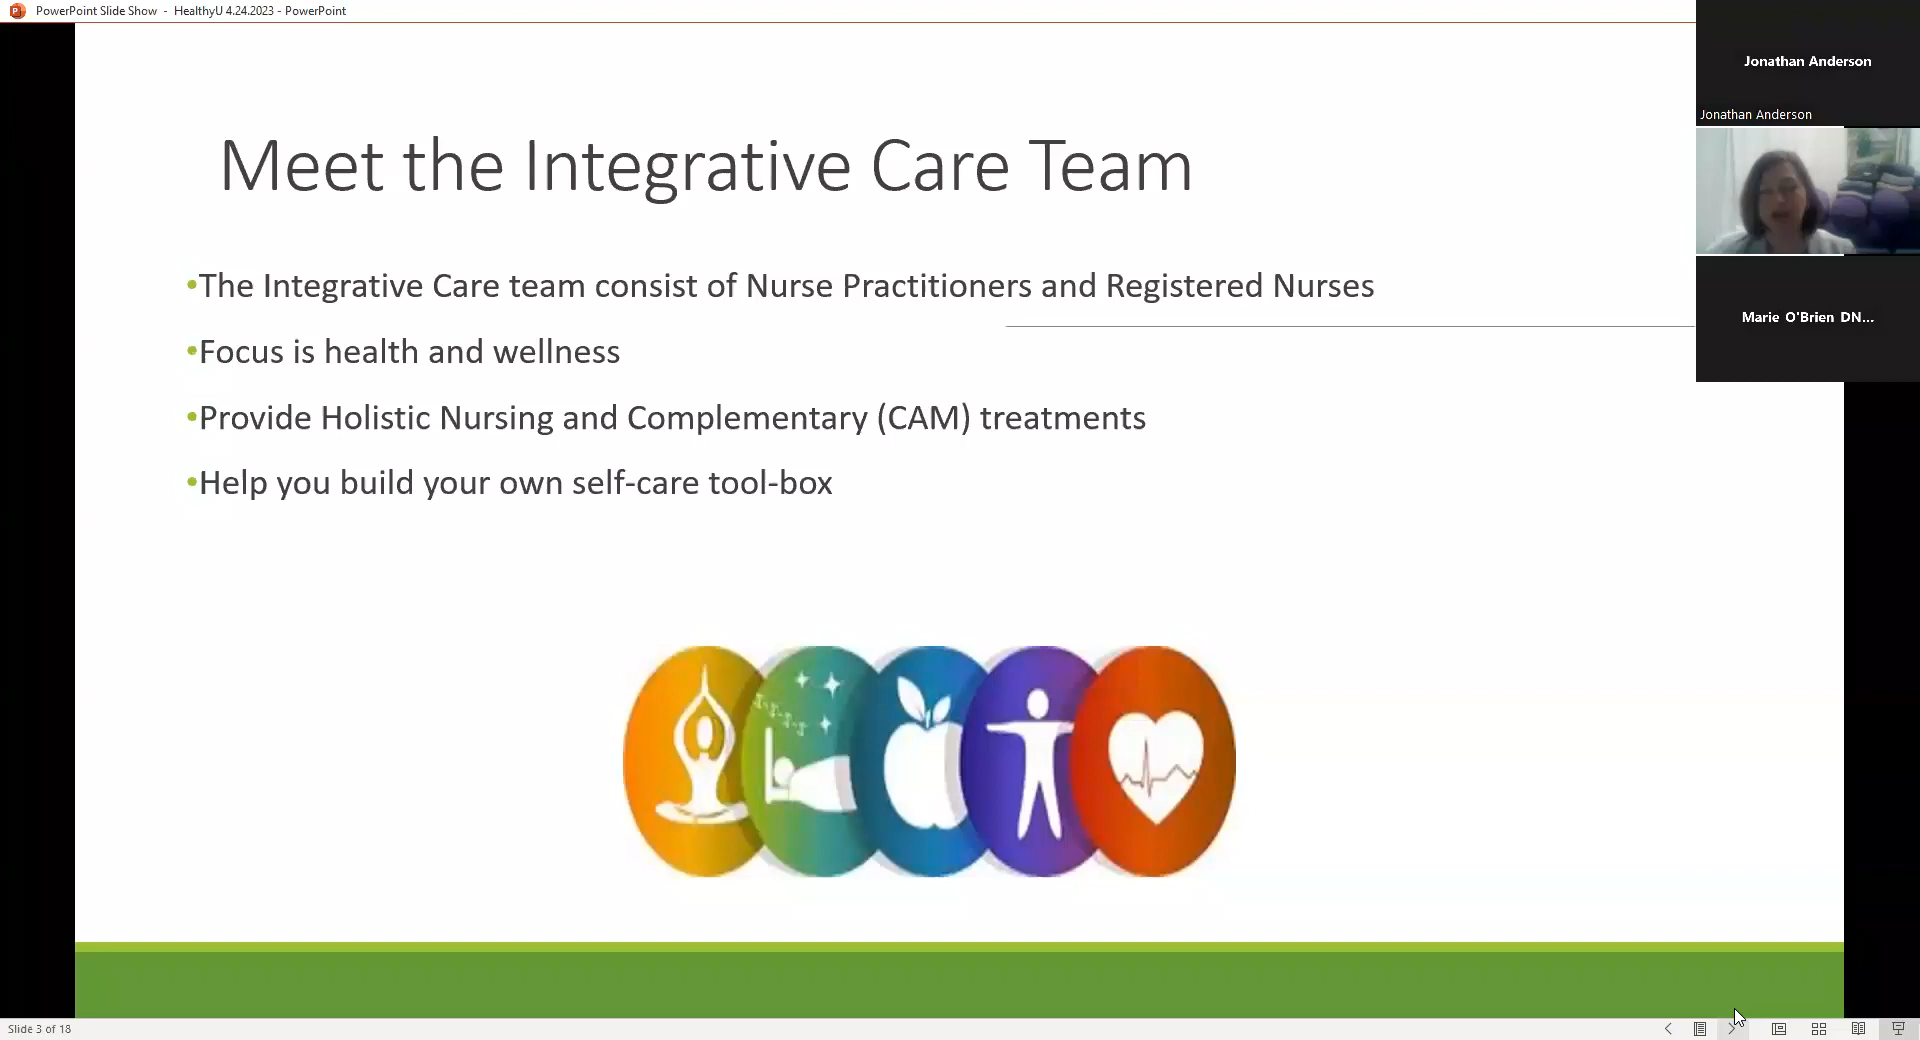 PowerPoint Slide Show - HealthyU 4.24.2023 - PowerPoint
Jonathan Anderson
Jonathan Anderson
Marie O'Brien DN...
Meet the Integrative Care Team
•The Integrative Care team consist of Nurse Practitioners and Registered Nurses
•Focus is health and wellness
•Provide Holistic Nursing and Complementary (CAM) treatments
•Help you build your own self-care tool-box
Slide 3 of 18